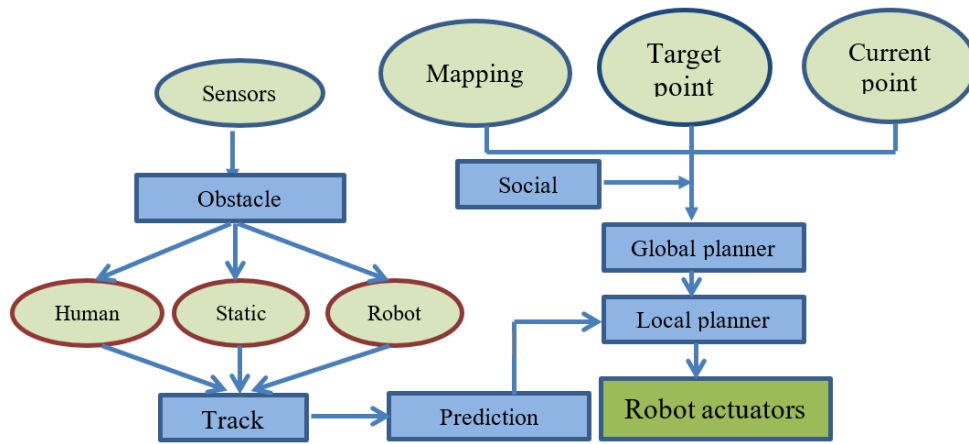 Mapping
Target
point
Current
point
Sensors
Social
Obstacle
Global planner
Human
Static
Robot
Local planner
Track
Prediction
Robot actuators